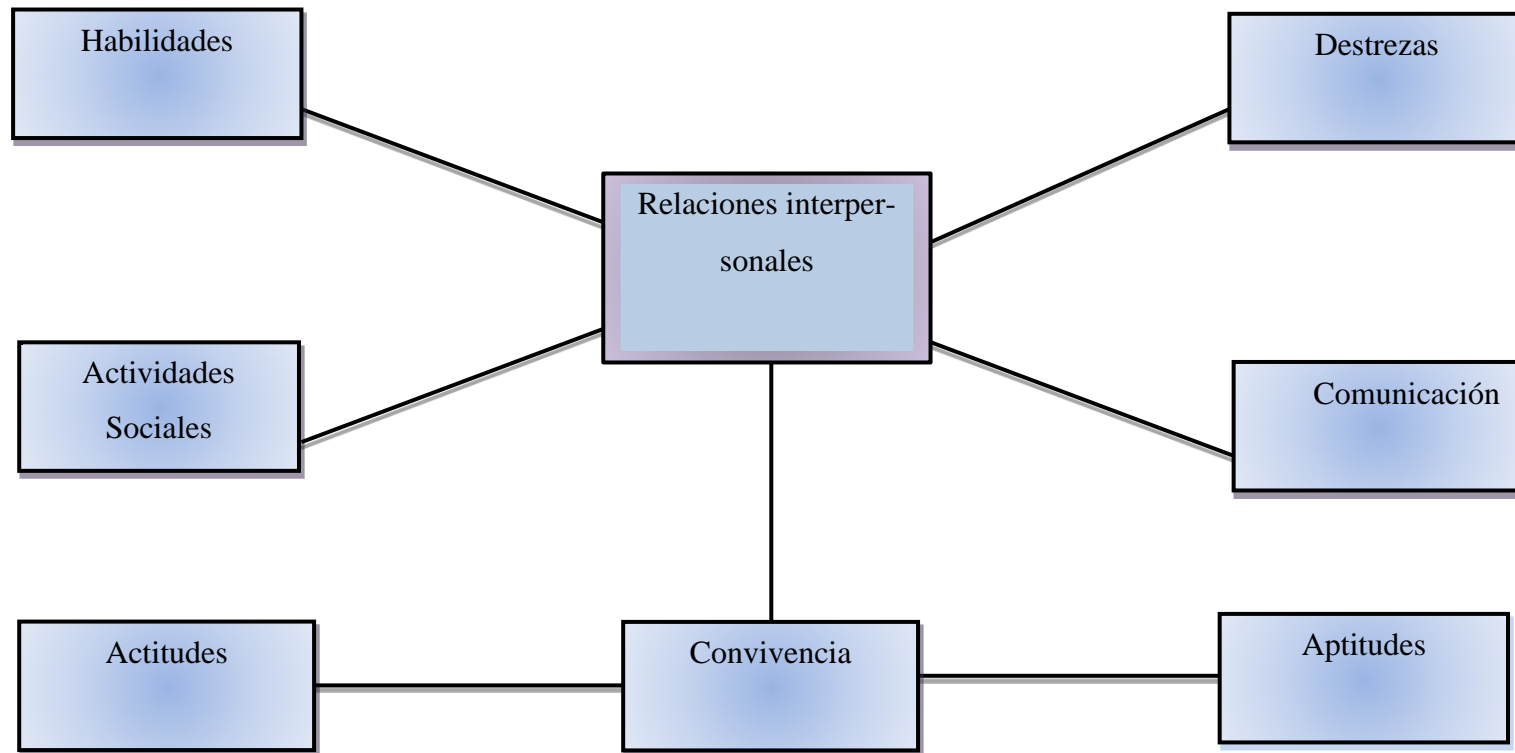 Habilidades
Destrezas
Relaciones interper-
sonales
Actividades
Sociales
Comunicación
Actitudes
Convivencia
Aptitudes